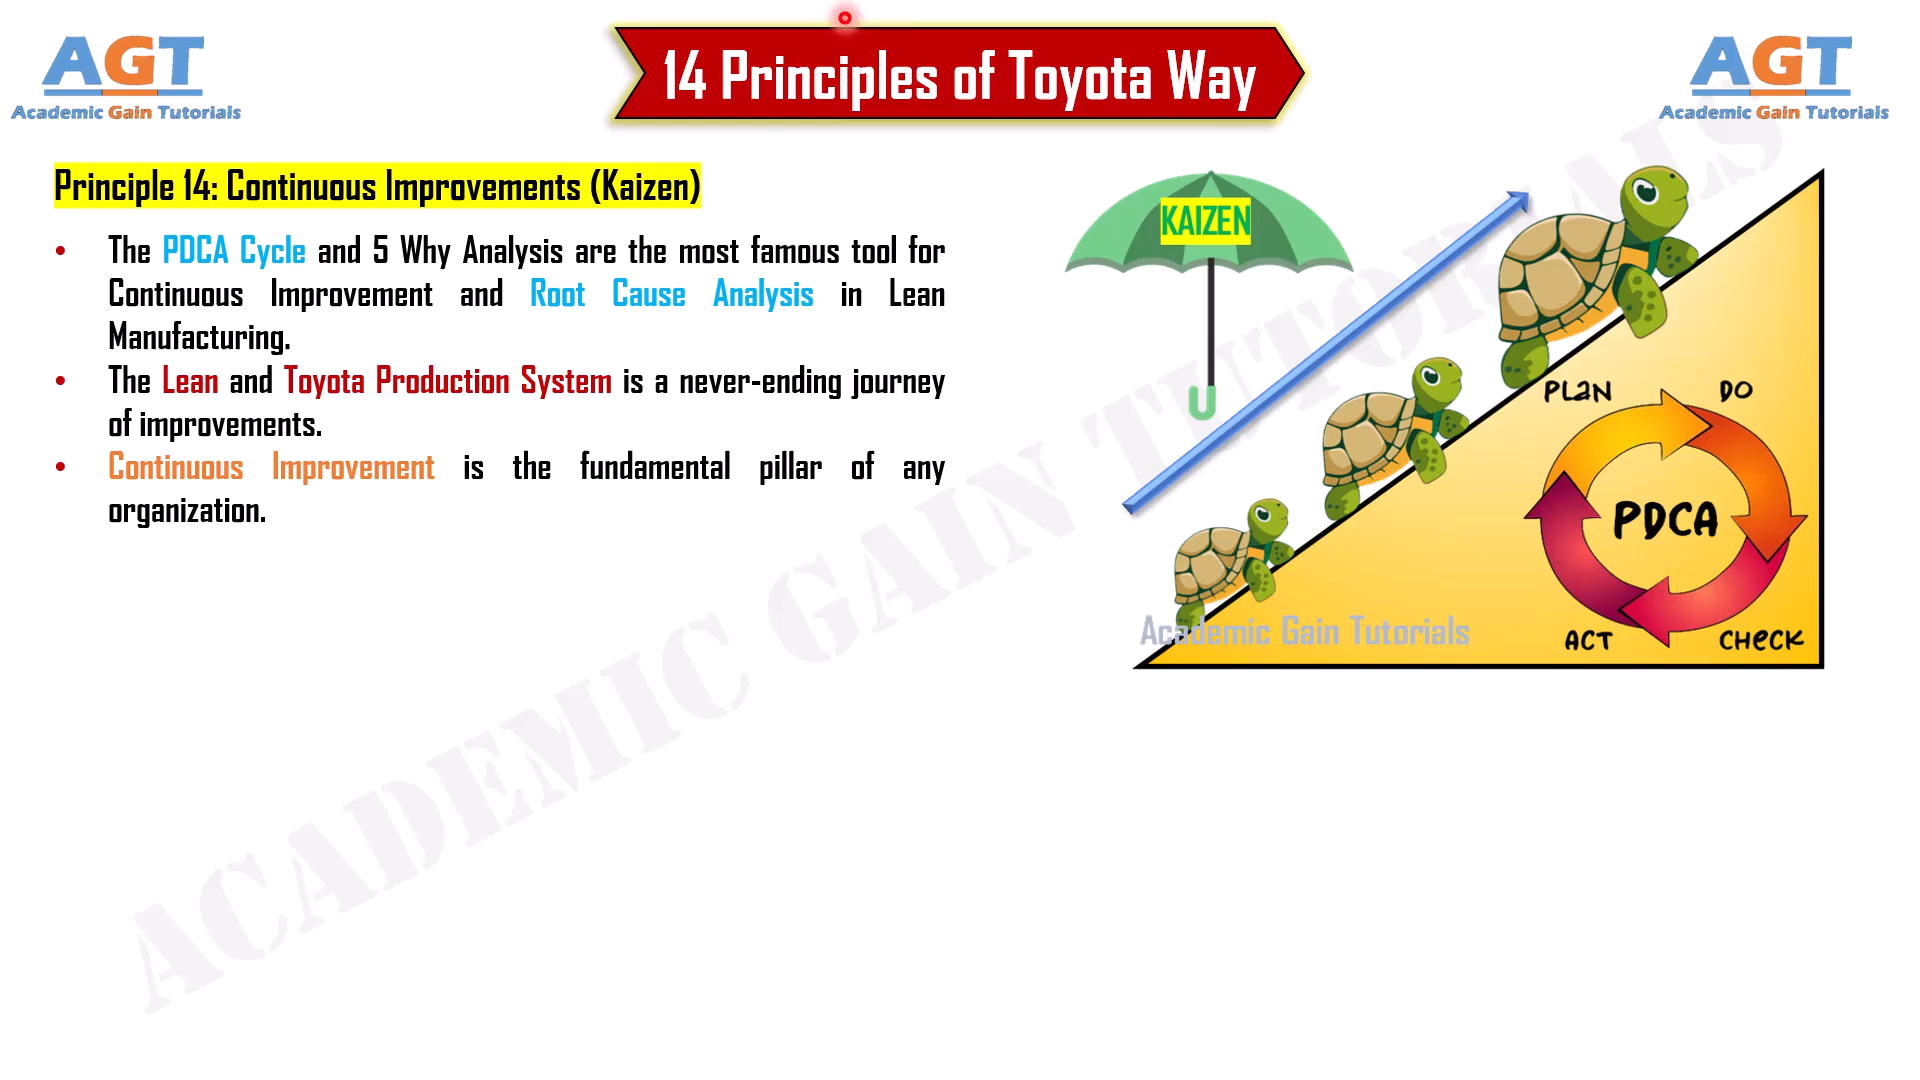 AGT
Academic Gain Tutorials
14 Principles of Toyota Way
AGT
Academic Gain Tutorials
Principle 14: Continuous Improvements (Kaizen)
• The PDCA Cycle and 5 Why Analysis are the most famous tool for
Continuous Improvement and Root Cause Analysis in Lean
Manufacturing.
• The Lean and Toyota Production System is a never-ending journey
of improvements.
• Continuous Improvement is the fundamental pillar of any
organization.
KAIZEN
PLAN
DO
PDCA
ACT
CHECK
Academic Gain Tutorials
ACADEMIC GAIN TUTORIALS